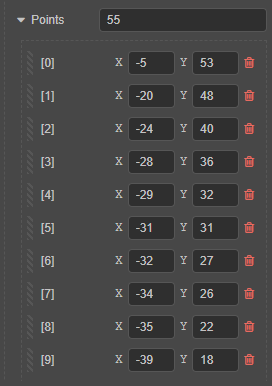 Points 55
[0] X -5 Y 53
[1] X -20 Y 48
[2] X -24 Y 40
[3] X -28 Y 36
[4] X -29 Y 32
[5] X -31 Y 31
[6] X -32 Y 27
[7] X -34 Y 26
[8] X -35 Y 22
[9] X -39 Y 18